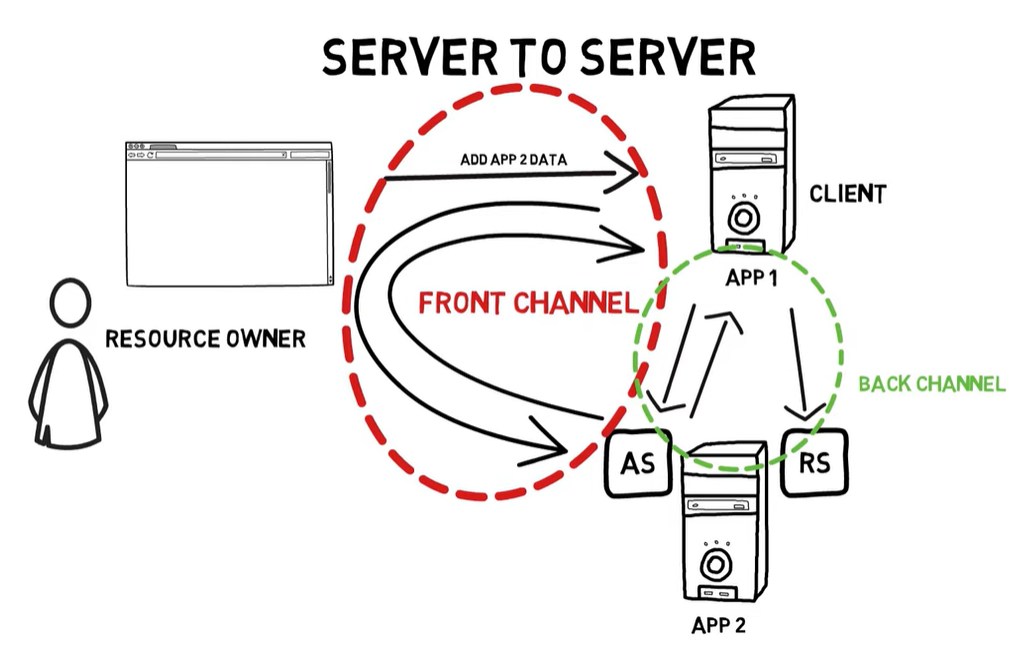 SERVER TO SERVER
ADD APP 2 DATA
CLIENT
APP 1
FRONT CHANNEL
RESOURCE OWNER
BACK CHANNEL
AS
RS
APP 2